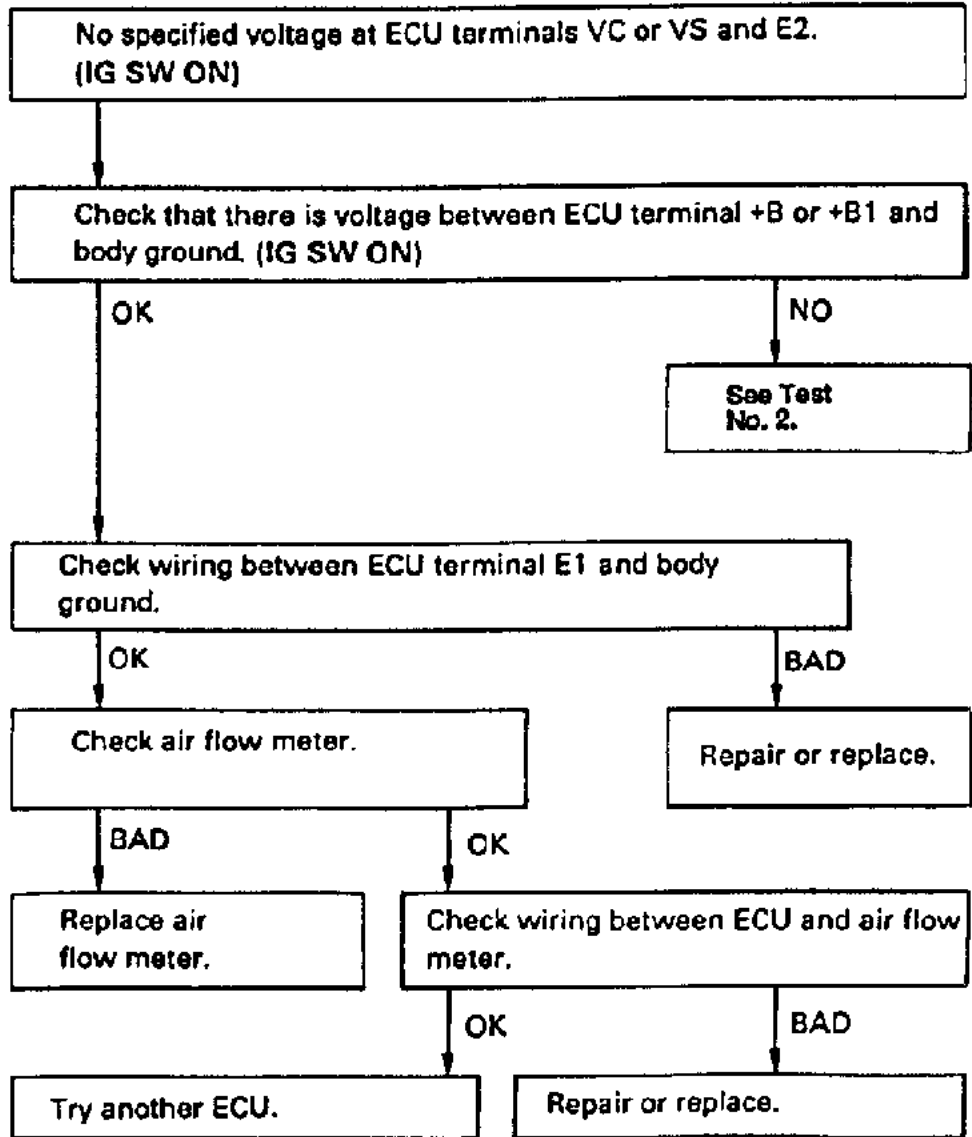 No specified voltage at ECU terminals VC or VS and E2.
(IG SW ON)
Check that there is voltage between ECU terminal +B or +B1 and
body ground. (IG SW ON)
OK
NO
See Test
No. 2.
Check wiring between ECU terminal E1 and body
ground.
OK
BAD
Check air flow meter.
Repair or replace.
BAD
OK
Replace air
flow meter.
Check wiring between ECU and air flow
meter.
OK
BAD
Try another ECU.
Repair or replace.